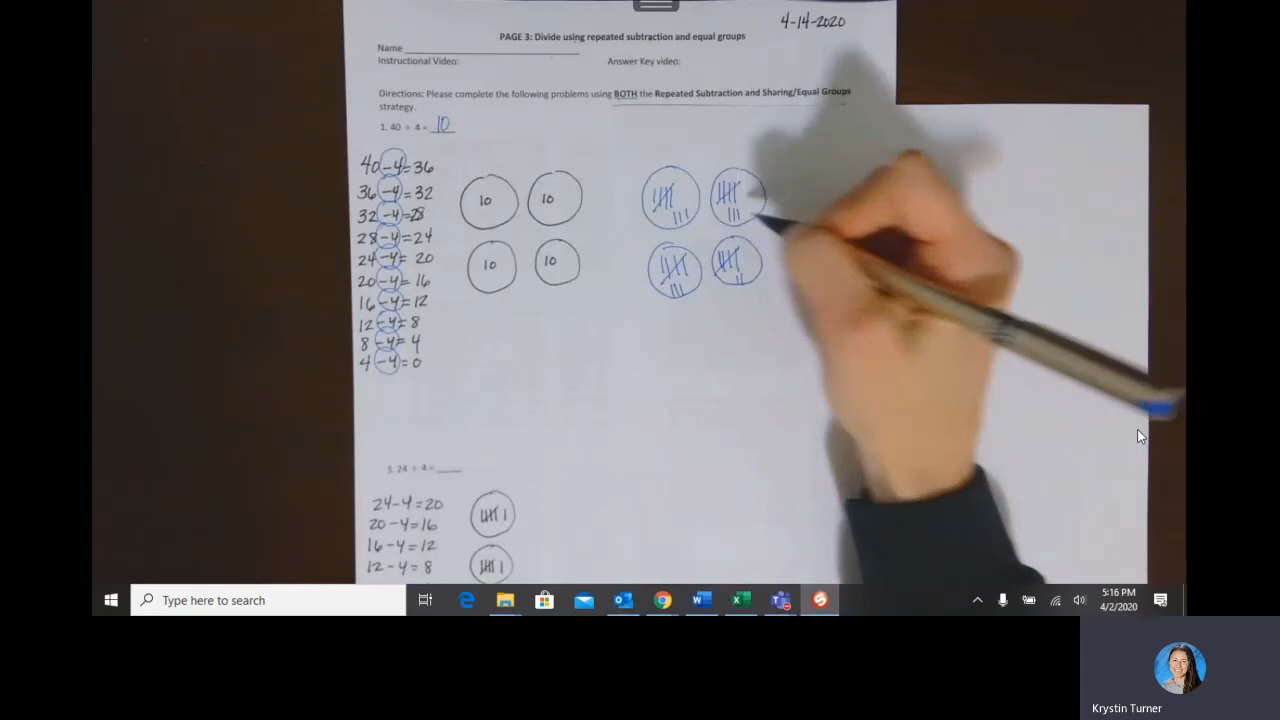 4-14-2020
PAGE 3: Divide using repeated subtraction and equal groups
Name
Instructional Video: Answer Key video:
Directions: Please complete the following problems using BOTH the Repeated Subtraction and Sharing/Equal Groups
strategy.
1. 40 ÷ 4 = 10
40 -4 = 36
36 -4 = 32
32 -4 = 28
28 -4 = 24
24 -4 = 20
20 -4 = 16
16 -4 = 12
12 -4 = 8
8 -4 = 4
4 -4 = 0
10 10
10 10
3. 24 ÷ 4 = ____
24-4=20
20-4=16
16-4=12
12-4=8
Type here to search
5:16 PM
4/2/2020
Krystin Turner